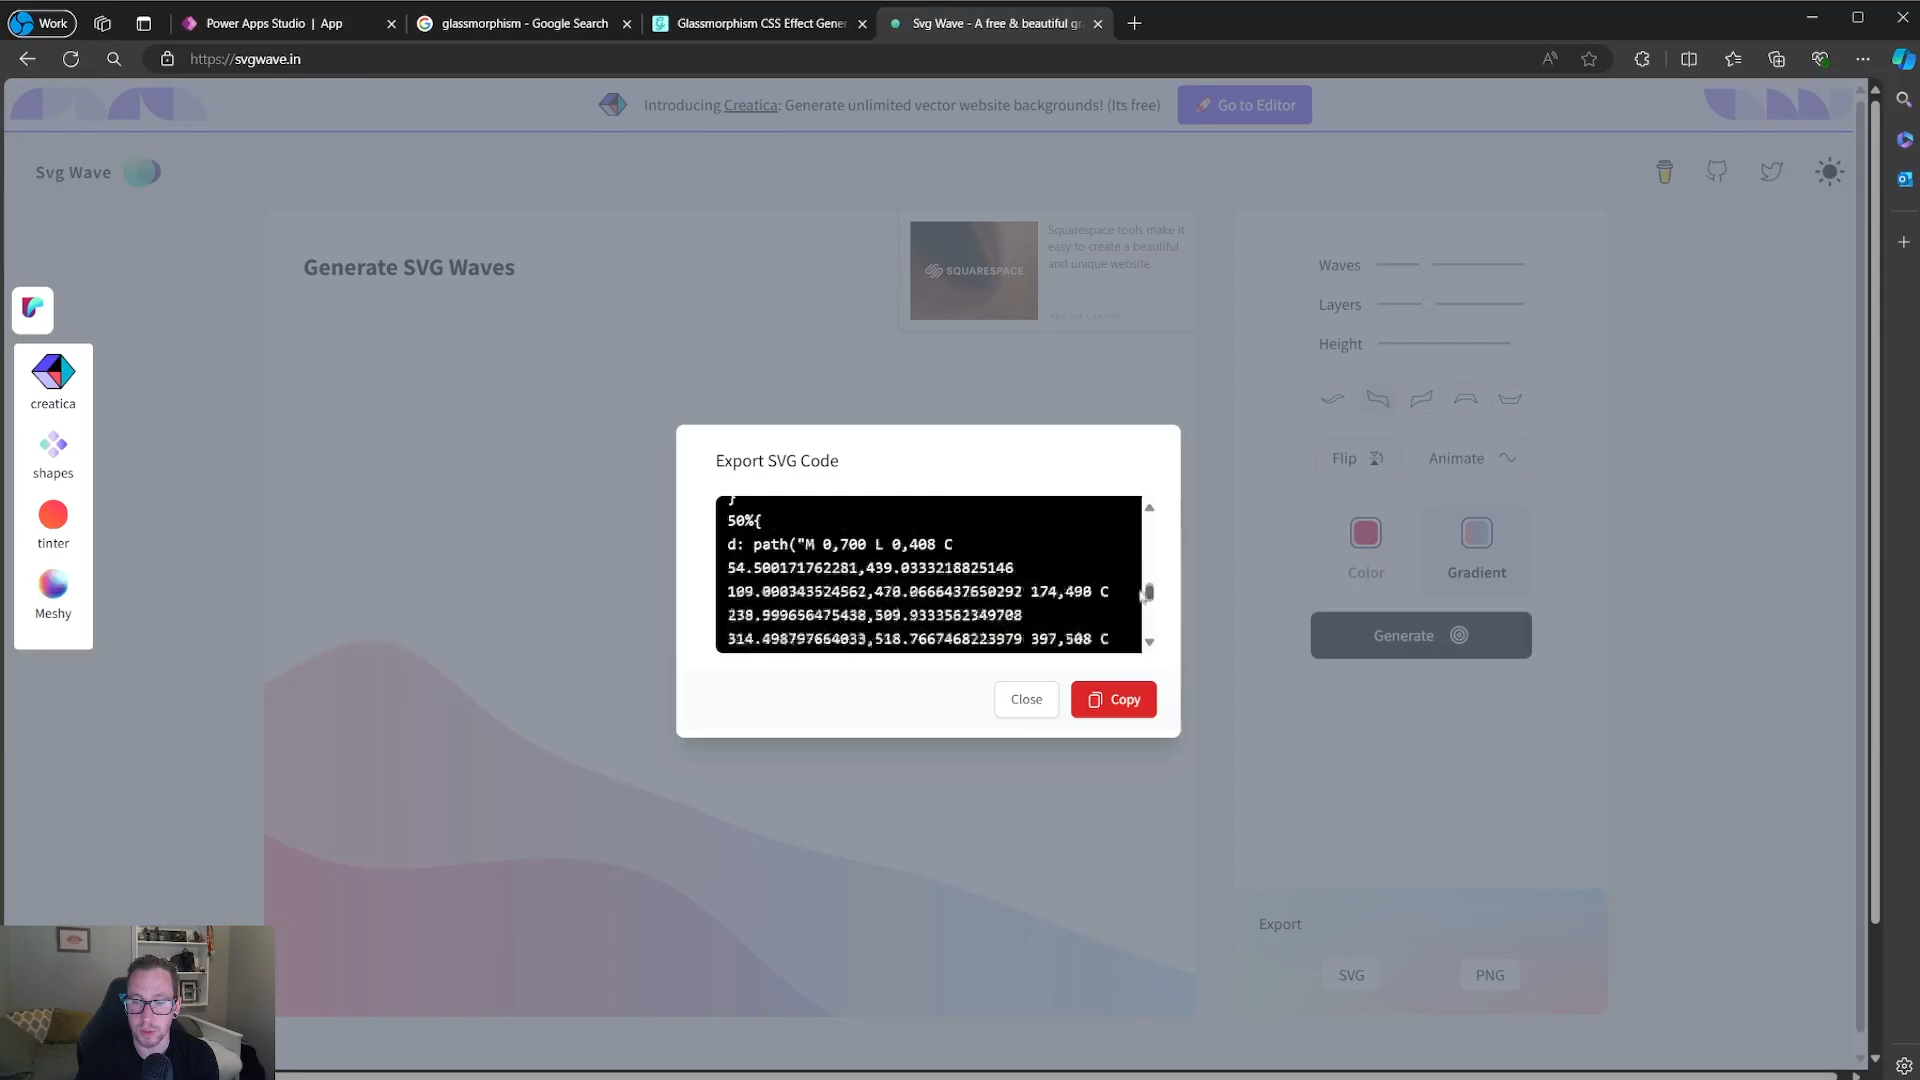 Work
Power Apps Studio | App
glassmorphism - Google Search
Glassmorphism CSS Effect Gener
Svg Wave - A free & beautiful gr
https://svgwave.in
Introducing Creatica: Generate unlimited vector website backgrounds! (Its free)
🚀 Go to Editor
Svg Wave
Generate SVG Waves
SQUARESPACE
Squarespace tools make it
easy to create a beautiful
and unique website.
ADS VIA CARBON
creatica
shapes
tinter
Meshy
Waves
Layers
Height
Flip
Animate
Color
Gradient
Generate
Export SVG Code
}
50%{
d: path("M 0,700 L 0,408 C
54.500171762281,439.0333218825146
109.000343524562,470.0666437650292 174,490 C
238.999656475438,509.9333562349708
314.498797664033,518.7667468223979 397,508 C
Close
Copy
Export
SVG
PNG